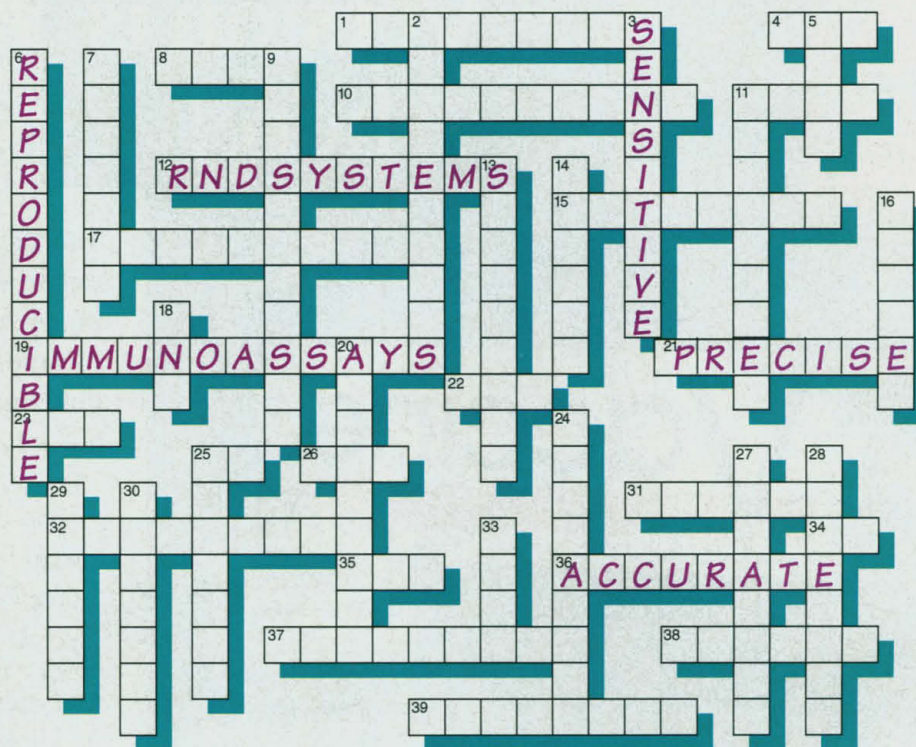 1 2 3 4 5
SENSITIVE
6 7 8 9
REPRODUCIBLE
10 11
12 13 14
RNDSYSTEMS
15 16
17
18
19 20 21
IMMUNOASSAYS
PRECISE
22
23 24
25 26 27 28
29 30 31
32 33 34
35 36
ACCURATE
37 38
39